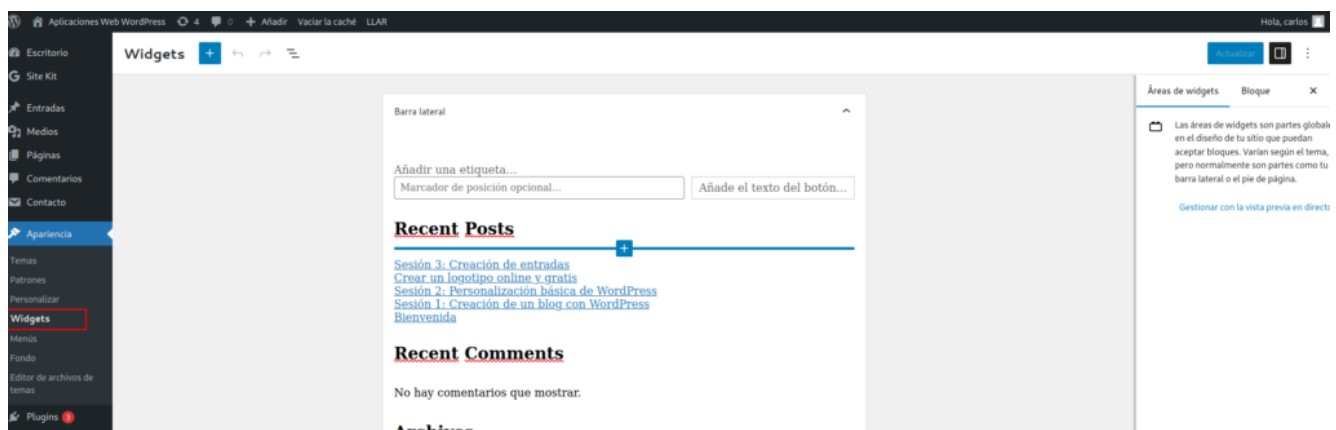 Aplicaciones Web WordPress 4 0 + Añadir Vaciar la caché LLAR Hola, carlos
Escritorio
Site Kit
Entradas
Medios
Páginas
Comentarios
Contacto
Apariencia
Temas
Patrones
Personalizar
Widgets
Menús
Fondo
Editor de archivos de
temas
Plugins 3
Widgets
Actualizar
Barra lateral
Añadir una etiqueta...
Marcador de posición opcional... Añade el texto del botón...
Recent Posts
Sesión 3: Creación de entradas
Crear un logotipo online y gratis
Sesión 2: Personalización básica de WordPress
Sesión 1: Creación de un blog con WordPress
Bienvenida
Recent Comments
No hay comentarios que mostrar.
Áreas de widgets Bloque
Las áreas de widgets son partes globale
en el diseño de tu sitio que puedan
aceptar bloques. Varían según el tema,
pero normalmente son partes como tu
barra lateral o el pie de página.
Gestionar con la vista previa en directo